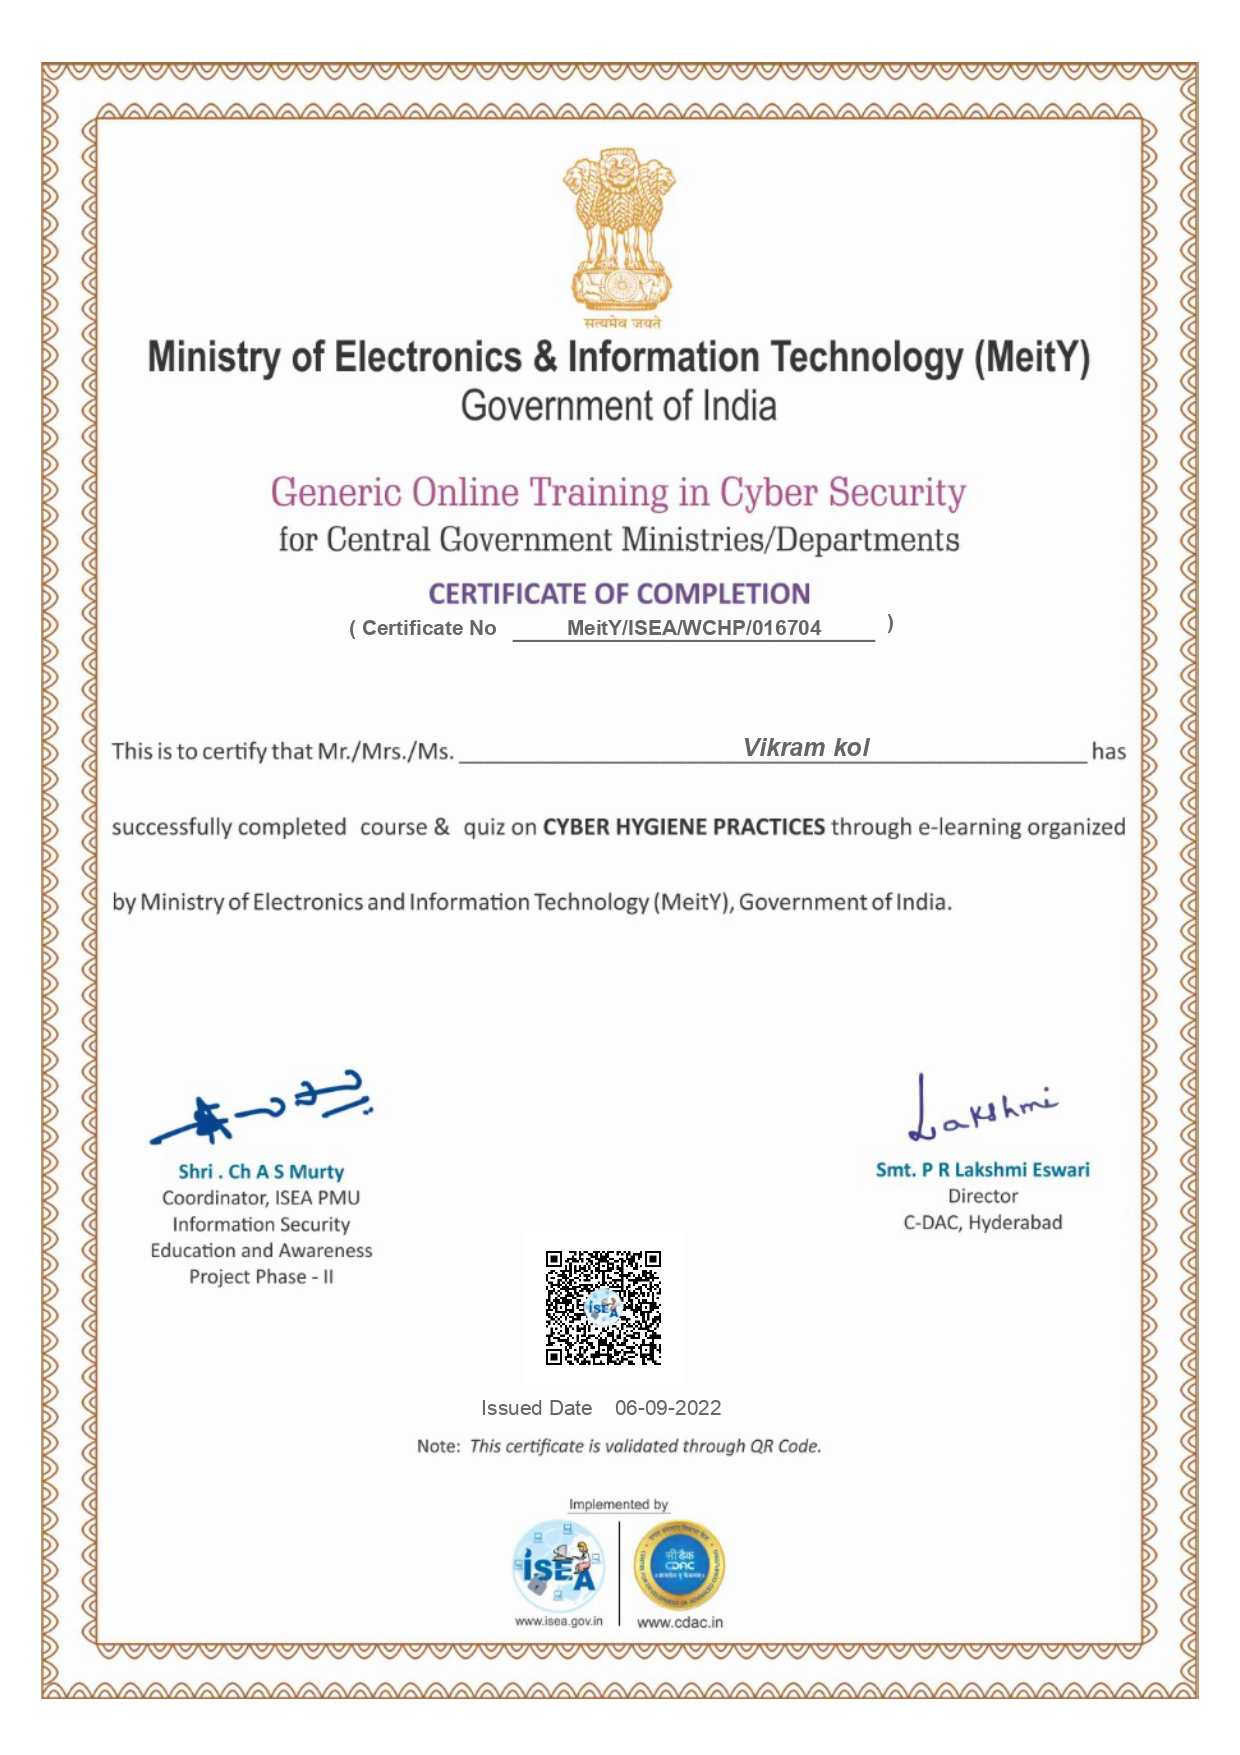 सत्यमेव जयते
Ministry of Electronics & Information Technology (MeitY)
Government of India
Generic Online Training in Cyber Security
for Central Government Ministries/Departments
CERTIFICATE OF COMPLETION
( Certificate No MeitY/ISEA/WCHP/016704 )
This is to certify that Mr./Mrs./Ms. Vikram kol has
successfully completed course & quiz on CYBER HYGIENE PRACTICES through e-learning organized
by Ministry of Electronics and Information Technology (MeitY), Government of India.
Lakshmi
Shri . Ch A S Murty
Coordinator, ISEA PMU
Information Security
Education and Awareness
Project Phase - II
Smt. P R Lakshmi Eswari
Director
C-DAC, Hyderabad
ISEA
Issued Date 06-09-2022
Note: This certificate is validated through QR Code.
Implemented by
ISEA
सी डैक
CDAC
www.isea.gov.in
www.cdac.in